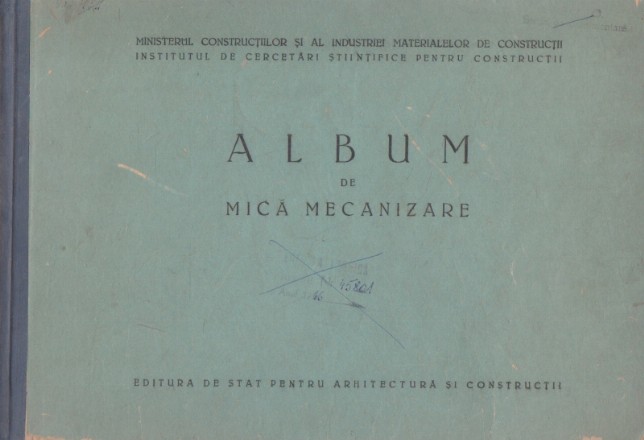 MINISTERUL CONSTRUCȚIILOR ȘI AL INDUSTRIEI MATERIALELOR DE CONSTRUCȚII
INSTITUTUL DE CERCETĂRI ȘTIINȚIFICE PENTRU CONSTRUCȚII
ALBUM
DE
MICĂ MECANIZARE
45801
EDITURA DE STAT PENTRU ARHITECTURĂ ȘI CONSTRUCȚII